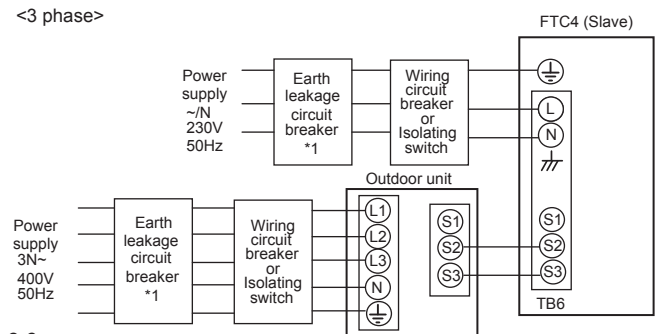 <3 phase>
FTC4 (Slave)
Power
supply
~/N
230V
50Hz
Earth
leakage
circuit
breaker
*1
Wiring
circuit
breaker
or
Isolating
switch
L
N
Outdoor unit
Power
supply
3N~
400V
50Hz
Earth
leakage
circuit
breaker
*1
Wiring
circuit
breaker
or
Isolating
switch
L1
L2
L3
N
S1
S2
S3
S1
S2
S3
TB6